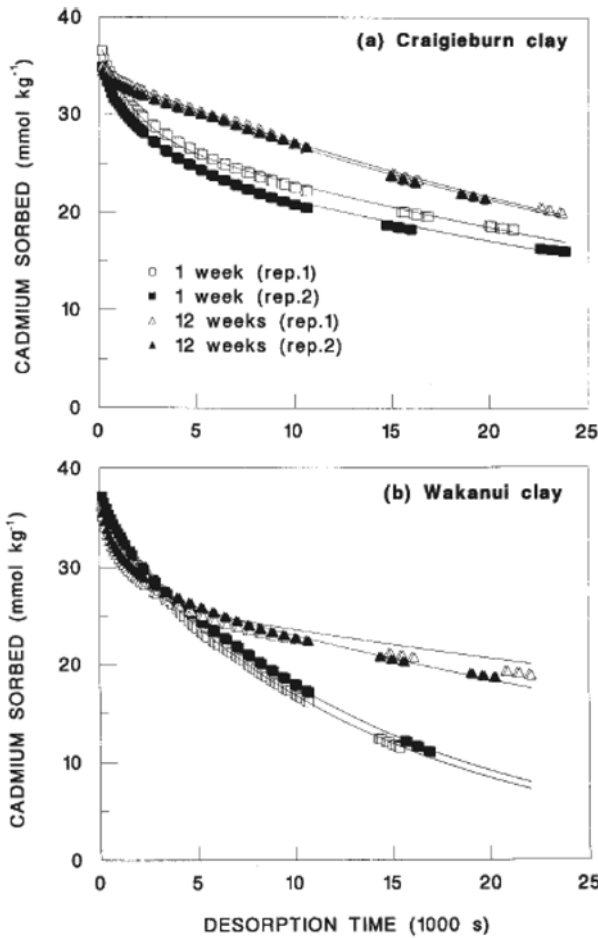 40
(a) Craigieburn clay
30
20
10
0
CADMIUM SORBED (mmol kg⁻¹)
1 week (rep.1)
1 week (rep.2)
12 weeks (rep.1)
12 weeks (rep.2)
0 5 10 15 20 25
40
(b) Wakanui clay
30
20
10
0
CADMIUM SORBED (mmol kg⁻¹)
0 5 10 15 20 25
DESORPTION TIME (1000 s)